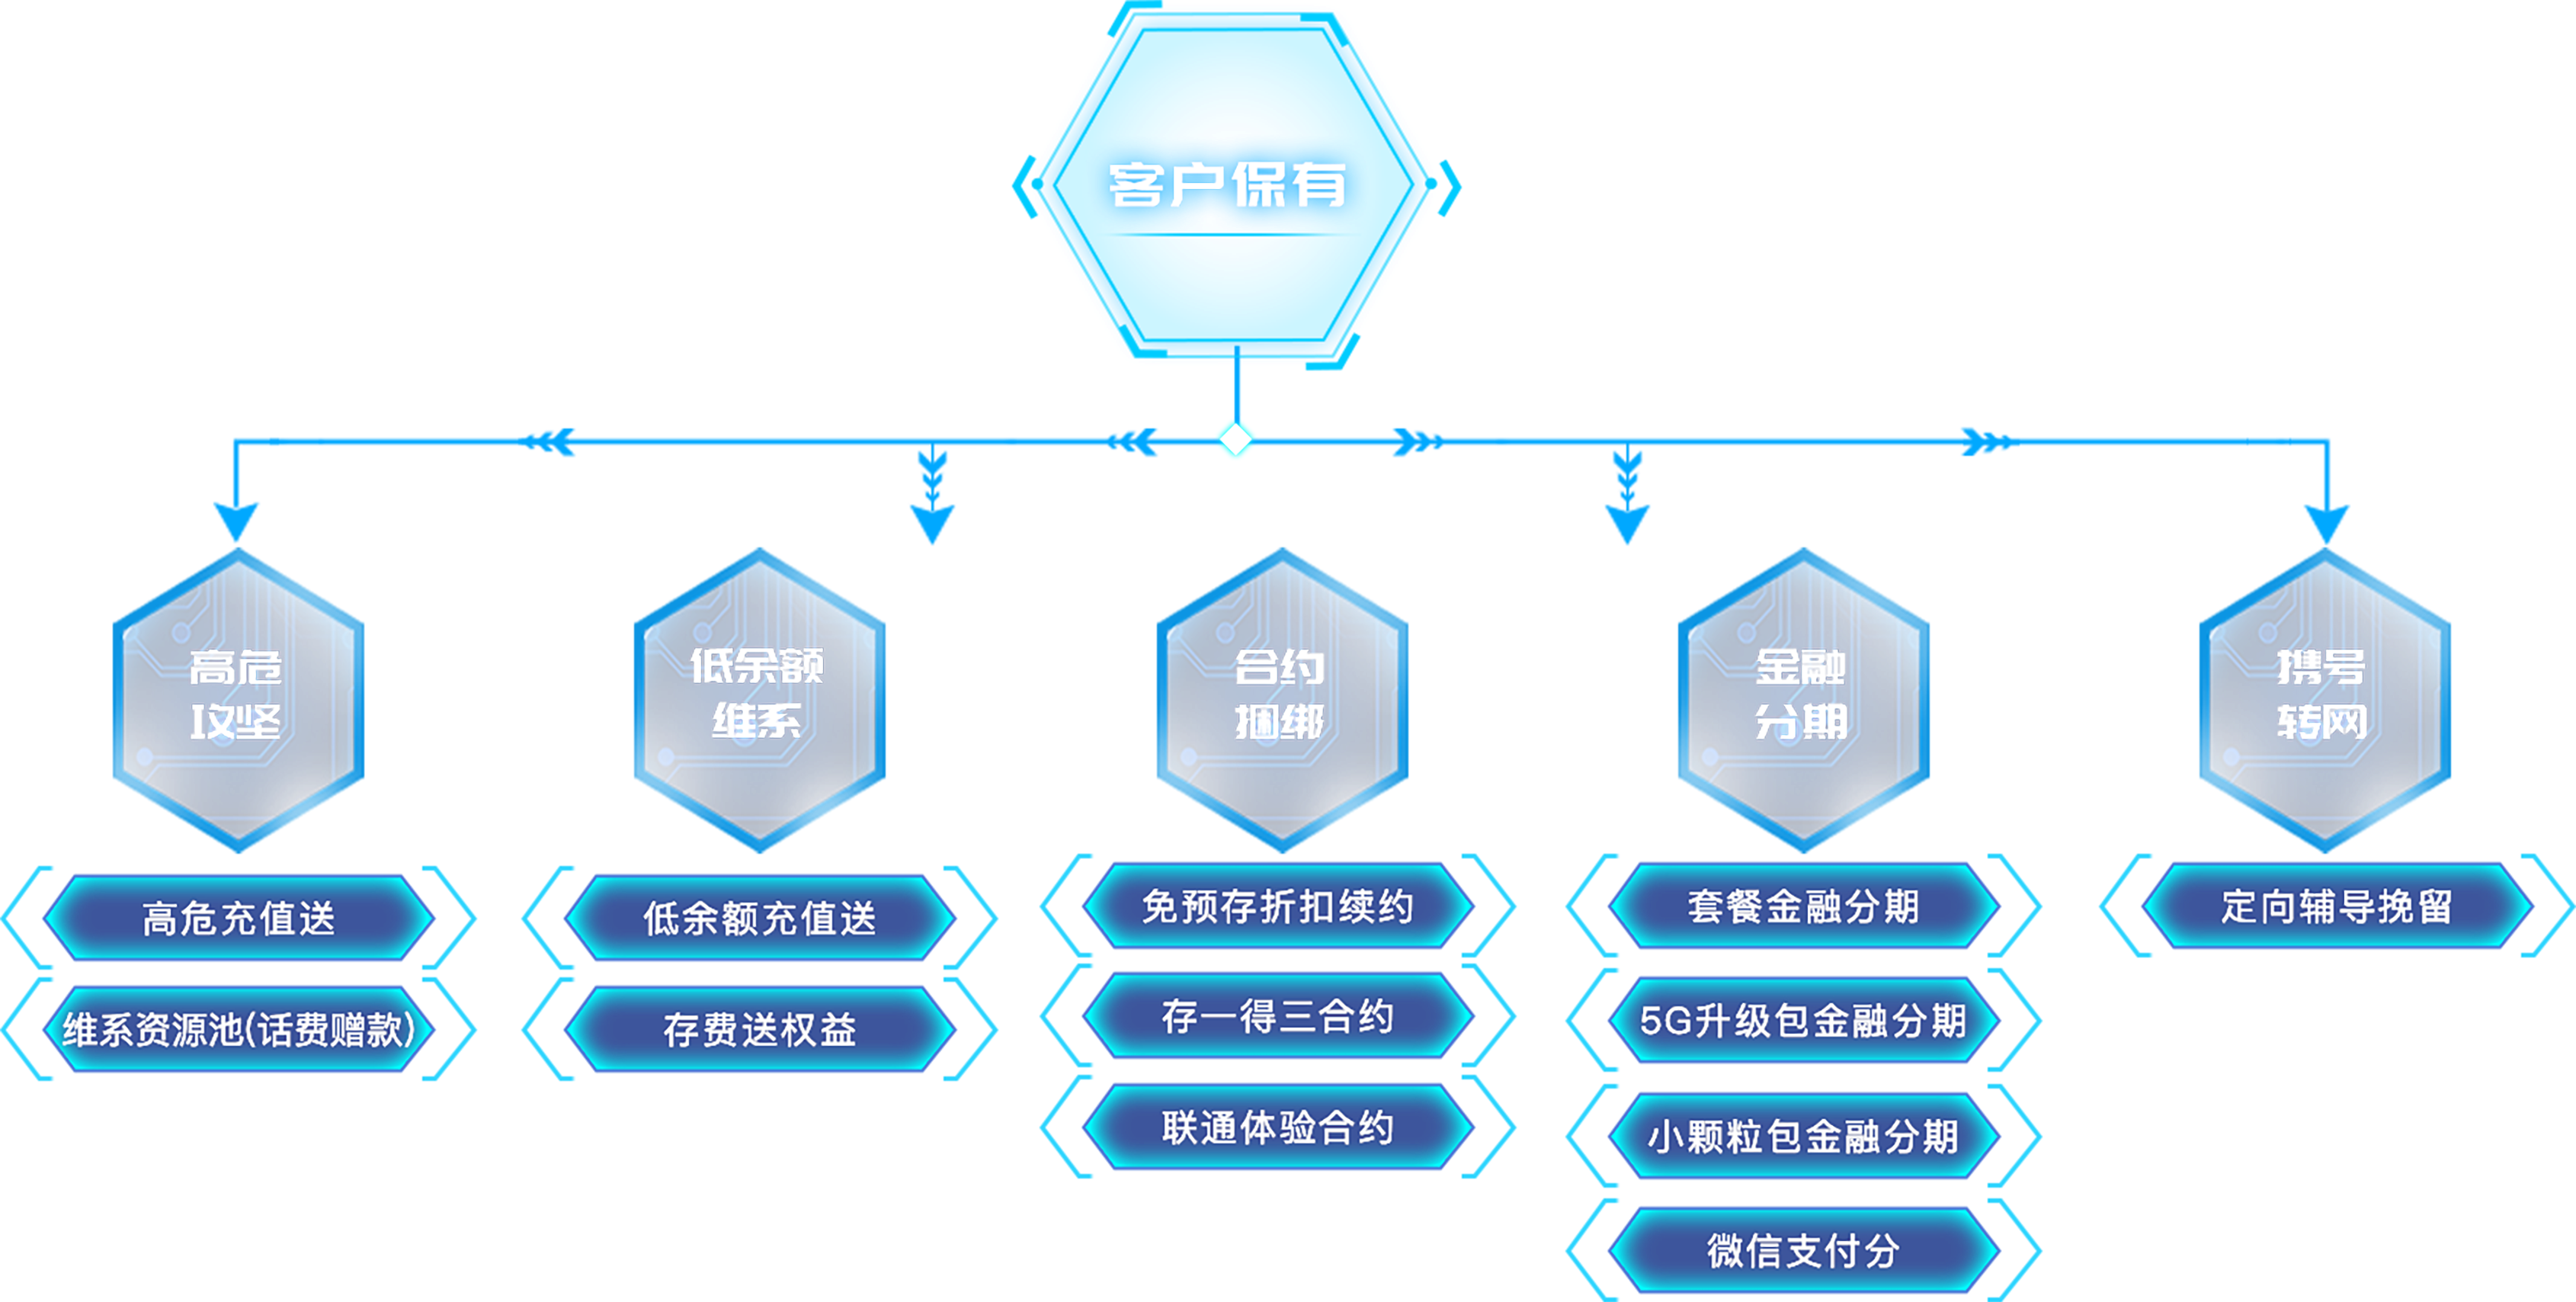 客户保有
高危
攻坚
低余额
维系
合约
捆绑
金融
分期
携号
转网
高危充值送
维系资源池(话费赠款)
低余额充值送
存费送权益
免预存折扣续约
存一得三合约
联通体验合约
套餐金融分期
5G升级包金融分期
小颗粒包金融分期
微信支付分
定向辅导挽留